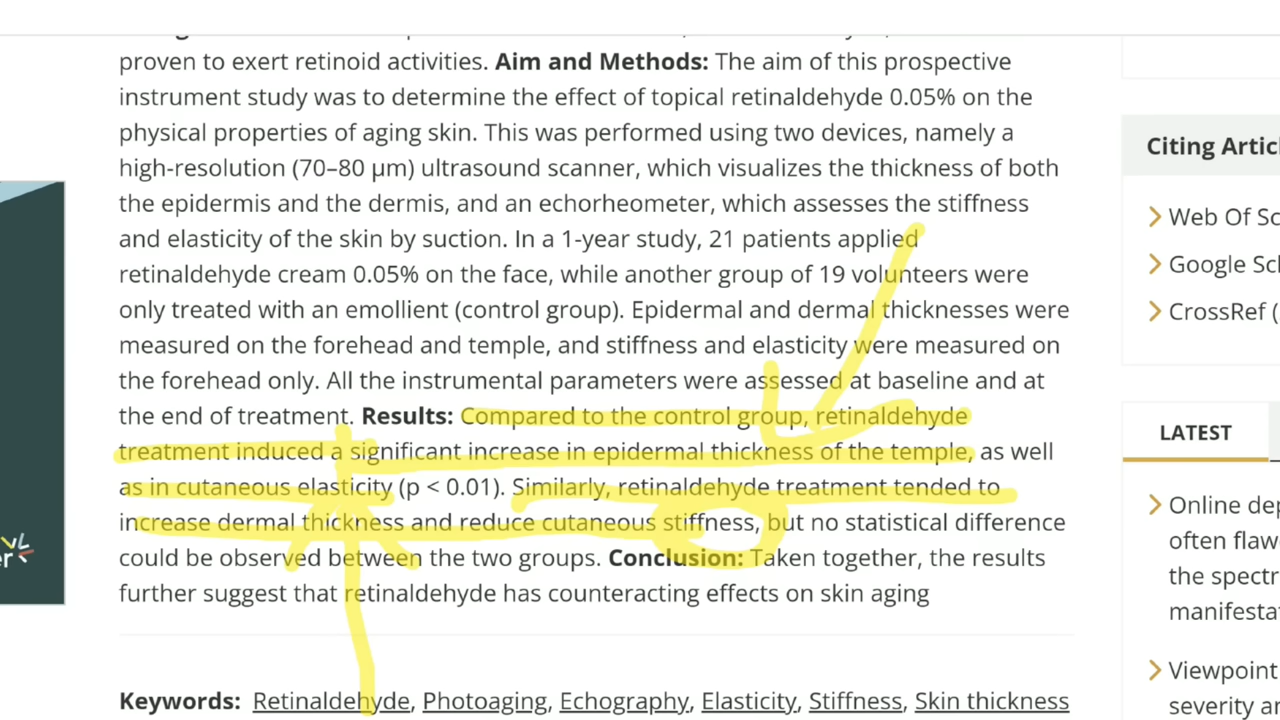 proven to exert retinoid activities. Aim and Methods: The aim of this prospective
instrument study was to determine the effect of topical retinaldehyde 0.05% on the
physical properties of aging skin. This was performed using two devices, namely a
high-resolution (70–80 μm) ultrasound scanner, which visualizes the thickness of both
the epidermis and the dermis, and an echorheometer, which assesses the stiffness
and elasticity of the skin by suction. In a 1-year study, 21 patients applied
retinaldehyde cream 0.05% on the face, while another group of 19 volunteers were
only treated with an emollient (control group). Epidermal and dermal thicknesses were
measured on the forehead and temple, and stiffness and elasticity were measured on
the forehead only. All the instrumental parameters were assessed at baseline and at
the end of treatment. Results: Compared to the control group, retinaldehyde
treatment induced a significant increase in epidermal thickness of the temple, as well
as in cutaneous elasticity (p < 0.01). Similarly, retinaldehyde treatment tended to
increase dermal thickness and reduce cutaneous stiffness, but no statistical difference
could be observed between the two groups. Conclusion: Taken together, the results
further suggest that retinaldehyde has counteracting effects on skin aging
Keywords: Retinaldehyde, Photoaging, Echography, Elasticity, Stiffness, Skin thickness
Citing Artic
Web Of Sc
Google Scl
CrossRef (
LATEST
Online dep
often flaw
the spectr
manifesta
Viewpoint
severity an